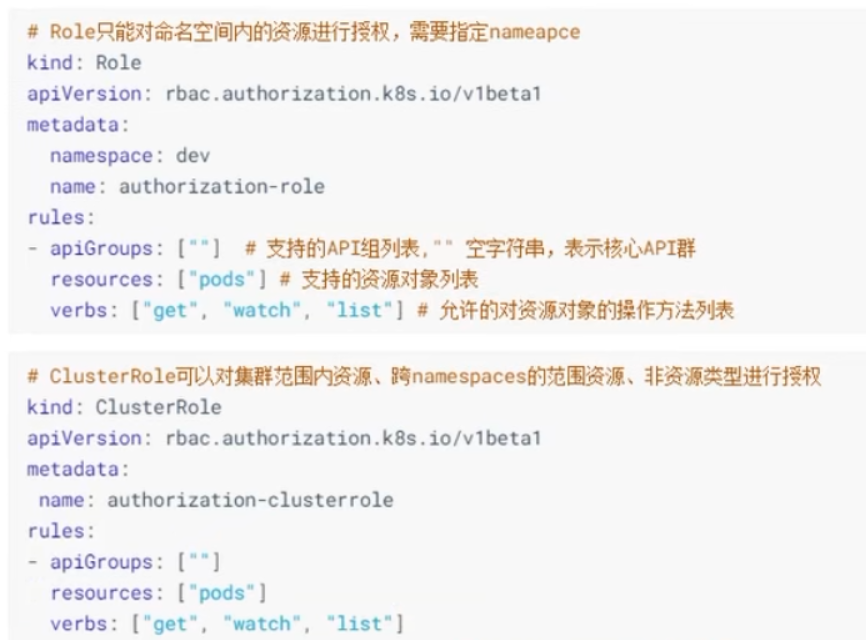 # Role只能对命名空间内的资源进行授权，需要指定nameapce
kind: Role
apiVersion: rbac.authorization.k8s.io/v1beta1
metadata:
  namespace: dev
  name: authorization-role
rules:
- apiGroups: [""]  # 支持的API组列表,"" 空字符串，表示核心API群
  resources: ["pods"] # 支持的资源对象列表
  verbs: ["get", "watch", "list"] # 允许的对资源对象的操作方法列表
# ClusterRole可以对集群范围内资源、跨namespaces的范围资源、非资源类型进行授权
kind: ClusterRole
apiVersion: rbac.authorization.k8s.io/v1beta1
metadata:
 name: authorization-clusterrole
rules:
- apiGroups: [""]
  resources: ["pods"]
  verbs: ["get", "watch", "list"]